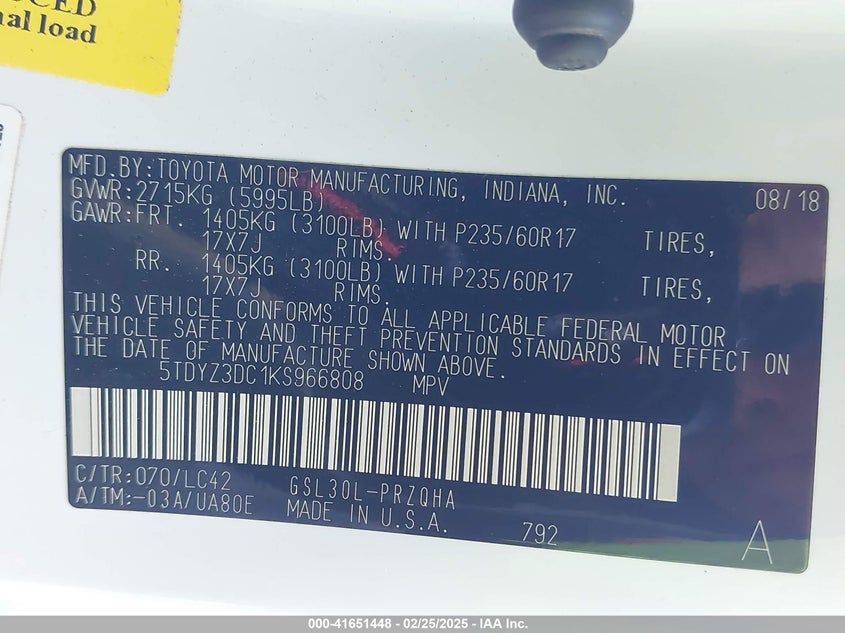 CED
nal load
MFD.BY:TOYOTA MOTOR MANUFACTURING, INDIANA, INC. 08/18
GVWR:2715KG (5995LB)
GAWR:FRT. 1405KG (3100LB) WITH P235/60R17 TIRES,
17X7J RIMS.
RR. 1405KG (3100LB) WITH P235/60R17 TIRES,
17X7J RIMS.
THIS VEHICLE CONFORMS TO ALL APPLICABLE FEDERAL MOTOR
VEHICLE SAFETY AND THEFT PREVENTION STANDARDS IN EFFECT ON
THE DATE OF MANUFACTURE SHOWN ABOVE.
5TDYZ3DC1KS966808 MPV
C/TR:070/LC42 GSL30L-PRZQHA
A/TM:-03A/UA80E MADE IN U.S.A. 792 A
000-41651448 - 02/25/2025 - IAA Inc.